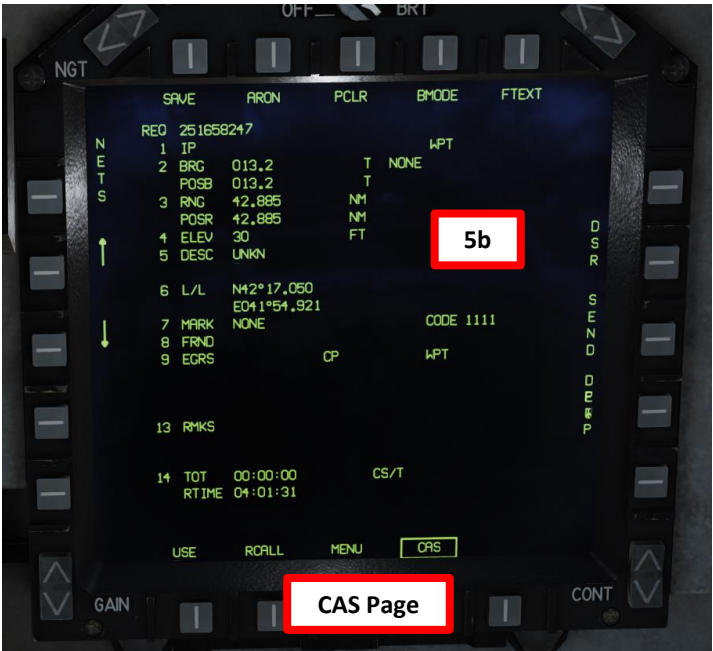 OFF BRT
NGT
SAVE ARON PCLR BMODE FTEXT
REQ 251658247
1 IP WPT
2 BRG 013.2 T NONE
POSB 013.2 T
3 RNG 42.885 NM
POSR 42.885 NM
4 ELEV 30 FT
5 DESC UNKN
6 L/L N42°17.050
E041°54.921
7 MARK NONE CODE 1111
8 FRND
9 EGRS CP WPT
13 RMKS
14 TOT 00:00:00 CS/T
RTIME 04:01:31
NETS
5b
DSR
SEND
USE RCALL MENU CAS
GAIN CONT
CAS Page